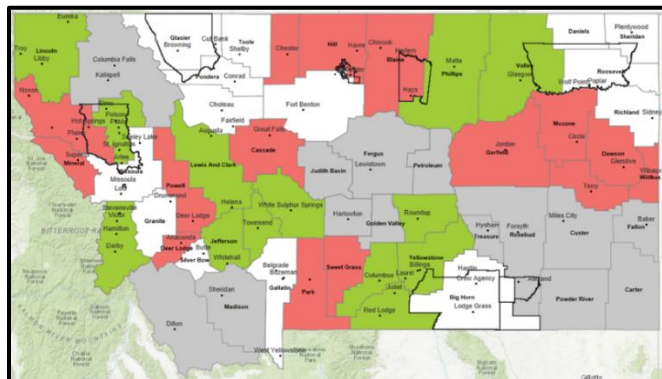 Eureka
Troy
Lincoln
Libby
Glacier
Browning
Cut Bank
Toole
Shelby
Chester
Hill
Havre
Chinook
Harlem
Blaine
Hays
Malta
Phillips
Valley
Glasgow
Daniels
Plentywood
Sheridan
Wolf Point
Poplar
Roosevelt
Richland
Sidney
Columbia Falls
Kalispell
Pondera
Conrad
Choteau
Fairfield
Fort Benton
Noxon
Hot Springs
Plains
Polson
St. Ignatius
Arlee
Seeley Lake
Superior
Mineral
Missoula
Lolo
Augusta
Great Falls
Cascade
Lewis And Clark
Powell
Drummond
Granite
Judith Basin
Fergus
Lewistown
Petroleum
Jordan
Garfield
Mccone
Circle
Dawson
Glendive
Wibaux
Terry
Stevensville
Victor
Hamilton
Darby
Deer Lodge
Anaconda
Deer Lodge
Butte
Silver Bow
Helena
Townsend
Jefferson
Whitehall
White Sulphur Springs
Harlowton
Golden Valley
Roundup
Hysham
Treasure
Forsyth
Rosebud
Miles City
Custer
Baker
Fallon
Belgrade
Bozeman
Gallatin
Park
Sweet Grass
Columbus
Laurel
Yellowstone
Billings
Joliet
Red Lodge
Hardin
Crow Agency
Big Horn
Lodge Grass
Ashland
Powder River
Carter
Sheridan
Madison
Dillon
West Yellowstone
Gillette